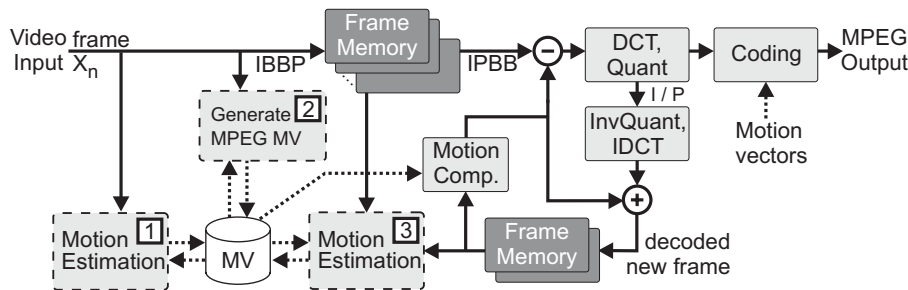 Video frame
Input Xn
IBBP
Frame
Memory
IPBB
−
DCT,
Quant
Coding
MPEG
Output
Generate 2
MPEG MV
I / P
InvQuant,
IDCT
Motion
vectors
Motion
Comp.
+
Motion 1
Estimation
MV
Motion 3
Estimation
Frame
Memory
decoded
new frame